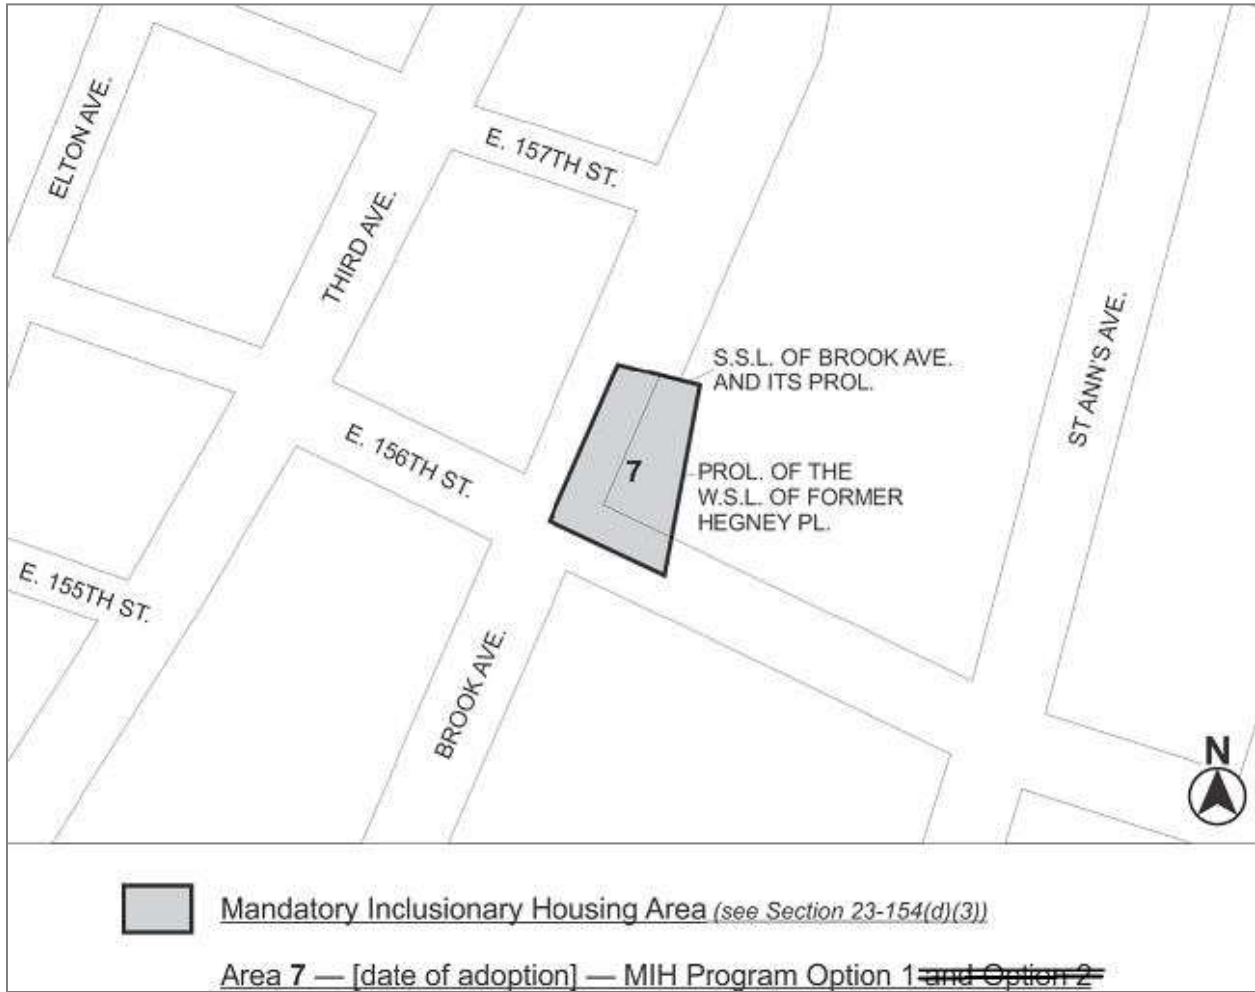 ELTON AVE.
E. 157TH ST.
THIRD AVE.
S.S.L. OF BROOK AVE.
AND ITS PROL.
ST ANN'S AVE.
E. 156TH ST.
7
PROL. OF THE
W.S.L. OF FORMER
HEGNEY PL.
E. 155TH ST.
BROOK AVE.
N
Mandatory Inclusionary Housing Area (see Section 23-154(d)(3))
Area 7 — [date of adoption] — MIH Program Option 1 and Option 2